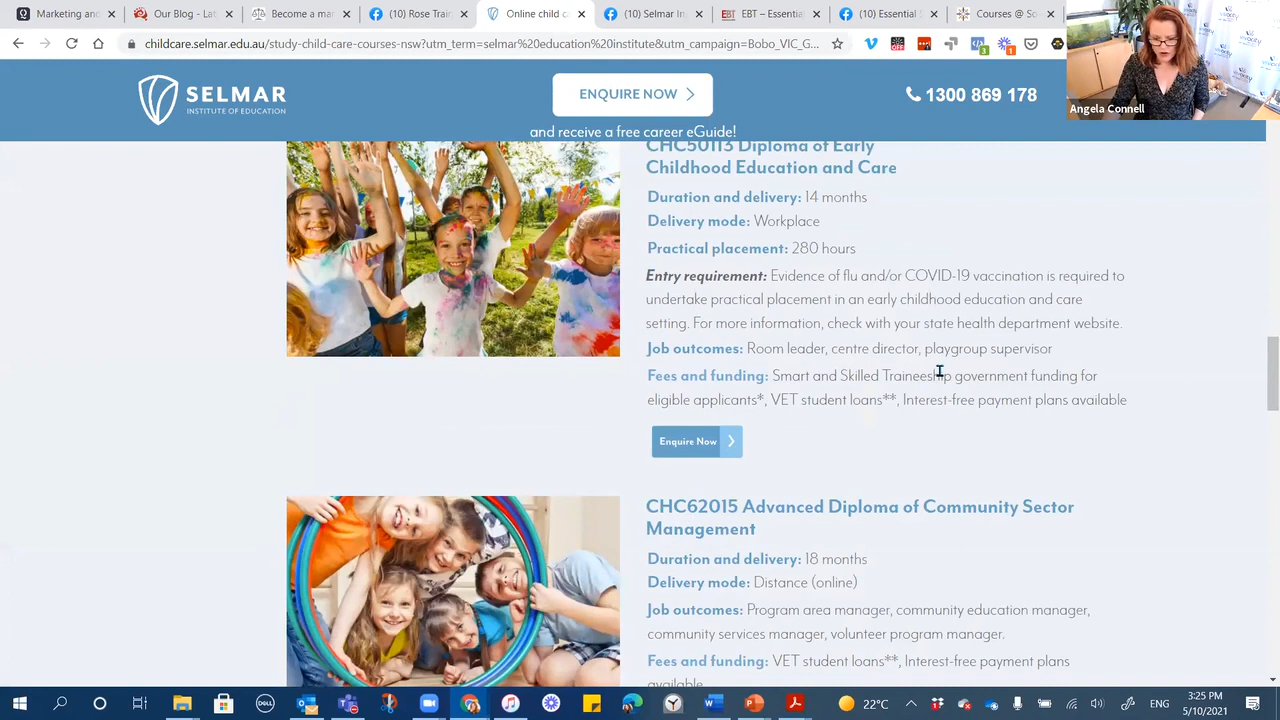 Marketing and
Our Blog - Lat
Become a ma
(10) Rose Trai
Online child c
(10) Selmar In
EBT – Essentia
(10) Essential
Courses @ So
childcare.selmar.edu.au/study-child-care-courses-nsw?utm_term=selmar%20education%20institute&utm_campaign=Bobo_VIC_G...
SELMAR
INSTITUTE OF EDUCATION
ENQUIRE NOW
and receive a free career eGuide!
1300 869 178
Angela Connell
CHC50113 Diploma of Early
Childhood Education and Care
Duration and delivery: 14 months
Delivery mode: Workplace
Practical placement: 280 hours
Entry requirement: Evidence of flu and/or COVID-19 vaccination is required to
undertake practical placement in an early childhood education and care
setting. For more information, check with your state health department website.
Job outcomes: Room leader, centre director, playgroup supervisor
Fees and funding: Smart and Skilled Traineeship government funding for
eligible applicants*, VET student loans**, Interest-free payment plans available
Enquire Now
CHC62015 Advanced Diploma of Community Sector
Management
Duration and delivery: 18 months
Delivery mode: Distance (online)
Job outcomes: Program area manager, community education manager,
community services manager, volunteer program manager.
Fees and funding: VET student loans**, Interest-free payment plans
available
22°C
ENG
3:25 PM
5/10/2021